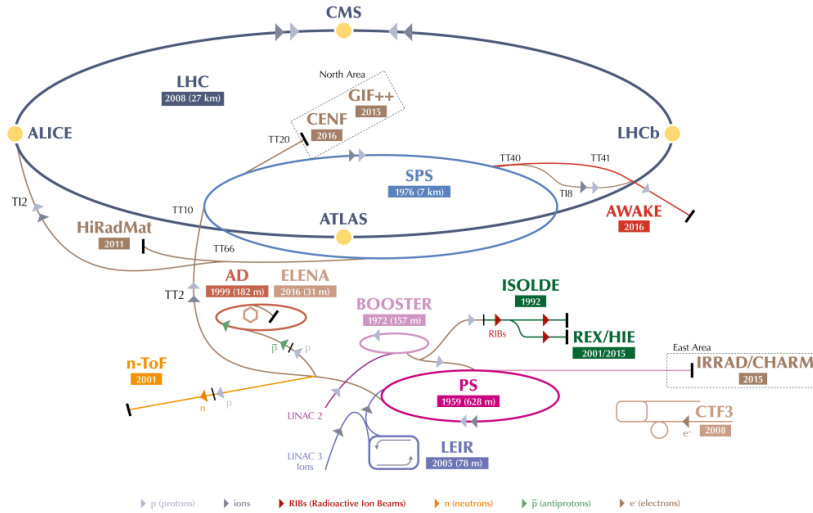 CMS
LHC
2008 (27 km)
North Area
GIF++
2015
CENF
2016
TT20
ALICE
LHCb
TT40
TT41
SPS
1976 (7 km)
TI8
TI2
TT10
AWAKE
2016
HiRadMat
2011
ATLAS
TT66
AD
1999 (182 m)
ELENA
2016 (31 m)
TT2
ISOLDE
1992
BOOSTER
1972 (157 m)
RIBs
REX/HIE
2001/2015
p̅
p
East Area
n-ToF
2001
IRRAD/CHARM
2015
PS
1959 (628 m)
n
p
LINAC 2
CTF3
2008
e-
LEIR
2005 (78 m)
LINAC 3
Ions
p (protons) ions RIBs (Radioactive Ion Beams) n (neutrons) p̅ (antiprotons) e- (electrons)